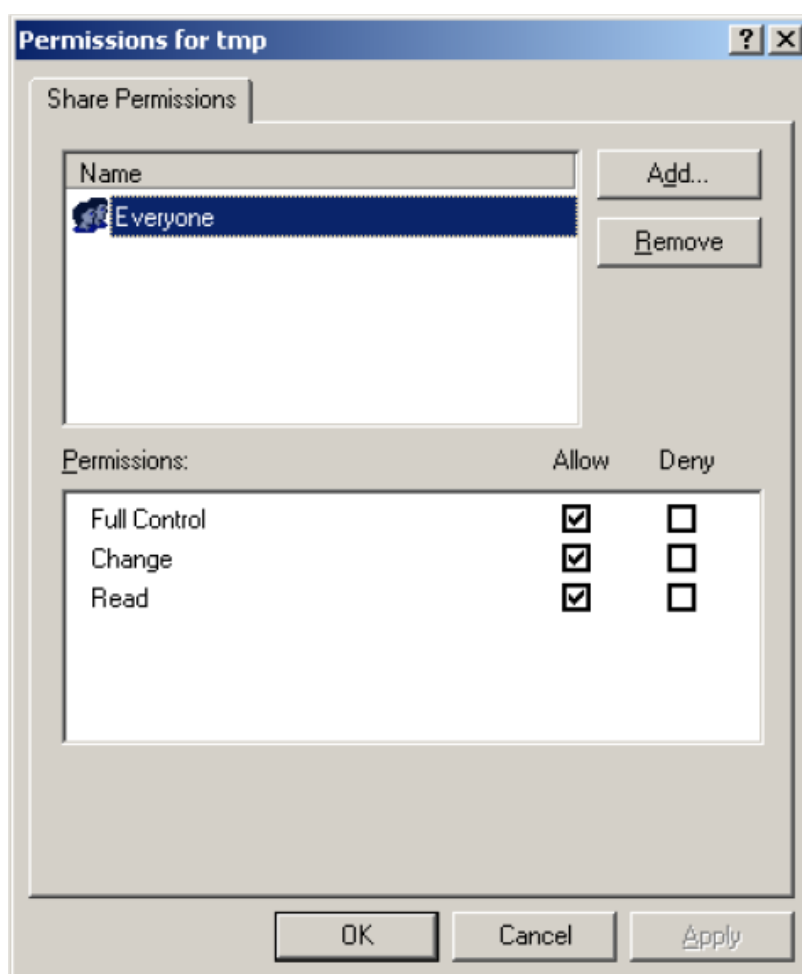 Permissions for tmp
Share Permissions
Name
Add...
Everyone
Remove
Permissions: Allow Deny
Full Control
Change
Read
OK Cancel Apply